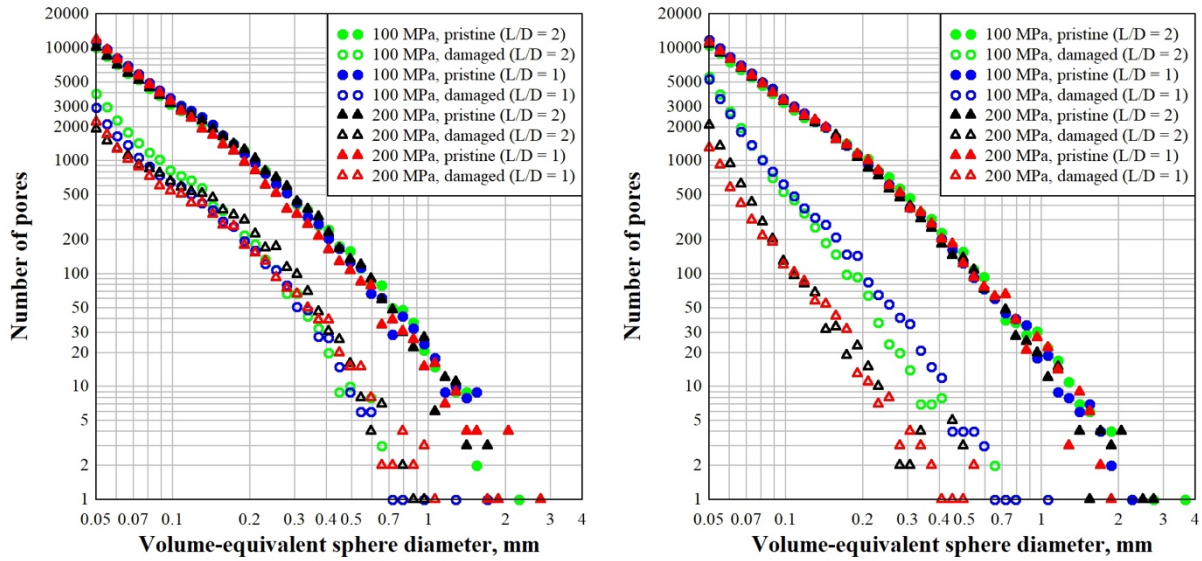 20000
10000
5000
3000
2000
1000
500
300
200
100
50
30
20
10
5
3
2
1
Number of pores
100 MPa, pristine (L/D = 2)
100 MPa, damaged (L/D = 2)
100 MPa, pristine (L/D = 1)
100 MPa, damaged (L/D = 1)
200 MPa, pristine (L/D = 2)
200 MPa, damaged (L/D = 2)
200 MPa, pristine (L/D = 1)
200 MPa, damaged (L/D = 1)
0.05 0.07 0.1 0.2 0.3 0.4 0.5 0.7 1 2 3 4
Volume-equivalent sphere diameter, mm
20000
10000
5000
3000
2000
1000
500
300
200
100
50
30
20
10
5
3
2
1
Number of pores
100 MPa, pristine (L/D = 2)
100 MPa, damaged (L/D = 2)
100 MPa, pristine (L/D = 1)
100 MPa, damaged (L/D = 1)
200 MPa, pristine (L/D = 2)
200 MPa, damaged (L/D = 2)
200 MPa, pristine (L/D = 1)
200 MPa, damaged (L/D = 1)
0.05 0.07 0.1 0.2 0.3 0.4 0.5 0.7 1 2 3 4
Volume-equivalent sphere diameter, mm